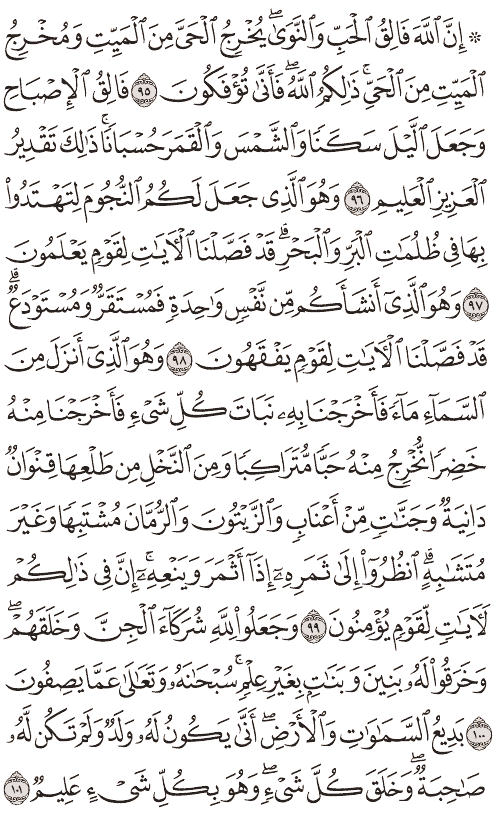 ۞ إِنَّ ٱللَّهَ فَالِقُ ٱلْحَبِّ وَٱلنَّوَىٰۖ يُخْرِجُ ٱلْحَىَّ مِنَ ٱلْمَيِّتِ وَمُخْرِجُ
ٱلْمَيِّتِ مِنَ ٱلْحَىِّۚ ذَٰلِكُمُ ٱللَّهُۖ فَأَنَّىٰ تُؤْفَكُونَ ٩٥ فَالِقُ ٱلْإِصْبَاحِ
وَجَعَلَ ٱلَّيْلَ سَكَنًا وَٱلشَّمْسَ وَٱلْقَمَرَ حُسْبَانًاۚ ذَٰلِكَ تَقْدِيرُ
ٱلْعَزِيزِ ٱلْعَلِيمِ ٩٦ وَهُوَ ٱلَّذِى جَعَلَ لَكُمُ ٱلنُّجُومَ لِتَهْتَدُوا۟
بِهَا فِى ظُلُمَٰتِ ٱلْبَرِّ وَٱلْبَحْرِۗ قَدْ فَصَّلْنَا ٱلْءَايَٰتِ لِقَوْمٍ يَعْلَمُونَ
٩٧ وَهُوَ ٱلَّذِىٓ أَنشَأَكُم مِّن نَّفْسٍ وَٰحِدَةٍ فَمُسْتَقَرٌّ وَمُسْتَوْدَعٌۗ
قَدْ فَصَّلْنَا ٱلْءَايَٰتِ لِقَوْمٍ يَفْقَهُونَ ٩٨ وَهُوَ ٱلَّذِىٓ أَنزَلَ مِنَ
ٱلسَّمَآءِ مَآءً فَأَخْرَجْنَا بِهِۦ نَبَاتَ كُلِّ شَىْءٍ فَأَخْرَجْنَا مِنْهُ
خَضِرًا نُّخْرِجُ مِنْهُ حَبًّا مُّتَرَاكِبًا وَمِنَ ٱلنَّخْلِ مِن طَلْعِهَا قِنْوَانٌ
دَانِيَةٌ وَجَنَّٰتٍ مِّنْ أَعْنَابٍ وَٱلزَّيْتُونَ وَٱلرُّمَّانَ مُشْتَبِهًا وَغَيْرَ
مُتَشَٰبِهٍۗ ٱنظُرُوٓا۟ إِلَىٰ ثَمَرِهِۦٓ إِذَآ أَثْمَرَ وَيَنْعِهِۦٓۚ إِنَّ فِى ذَٰلِكُمْ
لَءَايَٰتٍ لِّقَوْمٍ يُؤْمِنُونَ ٩٩ وَجَعَلُوا۟ لِلَّهِ شُرَكَآءَ ٱلْجِنَّ وَخَلَقَهُمْۖ
وَخَرَقُوا۟ لَهُۥ بَنِينَ وَبَنَٰتٍۭ بِغَيْرِ عِلْمٍۚ سُبْحَٰنَهُۥ وَتَعَٰلَىٰ عَمَّا يَصِفُونَ
١٠٠ بَدِيعُ ٱلسَّمَٰوَٰتِ وَٱلْأَرْضِۖ أَنَّىٰ يَكُونُ لَهُۥ وَلَدٌ وَلَمْ تَكُن لَّهُۥ
صَٰحِبَةٌۖ وَخَلَقَ كُلَّ شَىْءٍۖ وَهُوَ بِكُلِّ شَىْءٍ عَلِيمٌ ١٠١